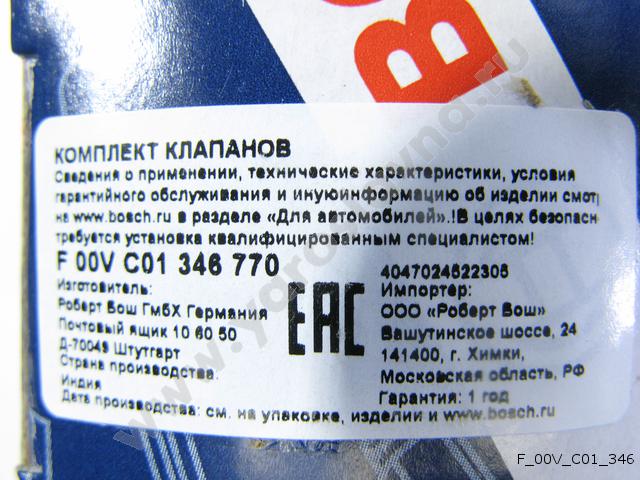 BO
КОМПЛЕКТ КЛАПАНОВ
Сведения о применении, технические характеристики, условия
гарантийного обслуживания и инуюинформацию об изделии смотр
на www.bosch.ru в разделе «Для автомобилей».!В целях безопасн
требуется установка квалифицированным специалистом!
F 00V C01 346 770
Изготовитель:
Роберт Бош ГмбХ Германия
Почтовый ящик 10 60 50
Д-70049 Штутгарт
Страна производства:
Индия
Дата производства: см. на упаковке, изделии и www.bosch.ru
EAC
4047024522305
Импортер:
ООО «Роберт Бош»
Вашутинское шоссе, 24
141400, г. Химки,
Московская область, РФ
Гарантия: 1 год
F_00V_C01_346